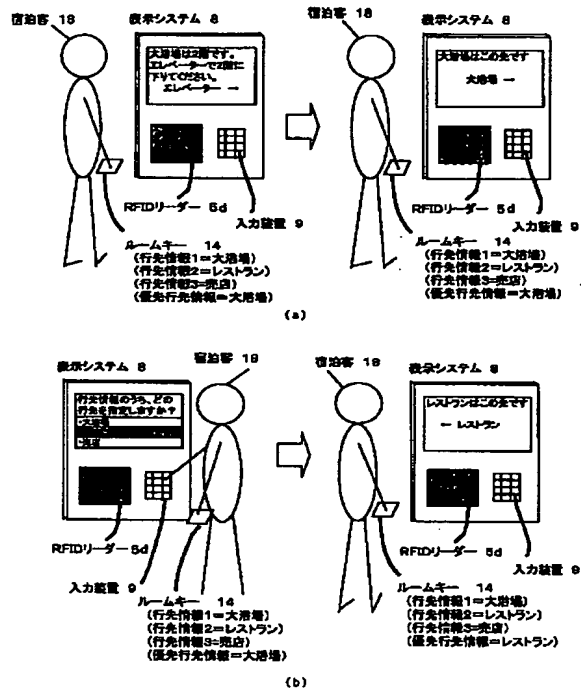 宿泊客 18
表示システム 8
大浴場は2階です。
エレベーターで2階に
下りてください。
エレベーター →
RFIDリーダー 5d
入力装置 9
ルームキー 14
(行先情報1=大浴場)
(行先情報2=レストラン)
(行先情報3=売店)
(優先行先情報=大浴場)
宿泊客 18
表示システム 8
大浴場はこの先です
大浴場 →
RFIDリーダー 5d
入力装置 9
ルームキー 14
(行先情報1=大浴場)
(行先情報2=レストラン)
(行先情報3=売店)
(優先行先情報=大浴場)
(a)
宿泊客 18
表示システム 8
行先情報のうち、どの
行先を指定しますか?
・大浴場
・売店
RFIDリーダー 5d
入力装置 9
ルームキー 14
(行先情報1=大浴場)
(行先情報2=レストラン)
(行先情報3=売店)
(優先行先情報=大浴場)
宿泊客 18
表示システム 8
レストランはこの先です
← レストラン
RFIDリーダー 5d
入力装置 9
ルームキー 14
(行先情報1=大浴場)
(行先情報2=レストラン)
(行先情報3=売店)
(優先行先情報=レストラン)
(b)